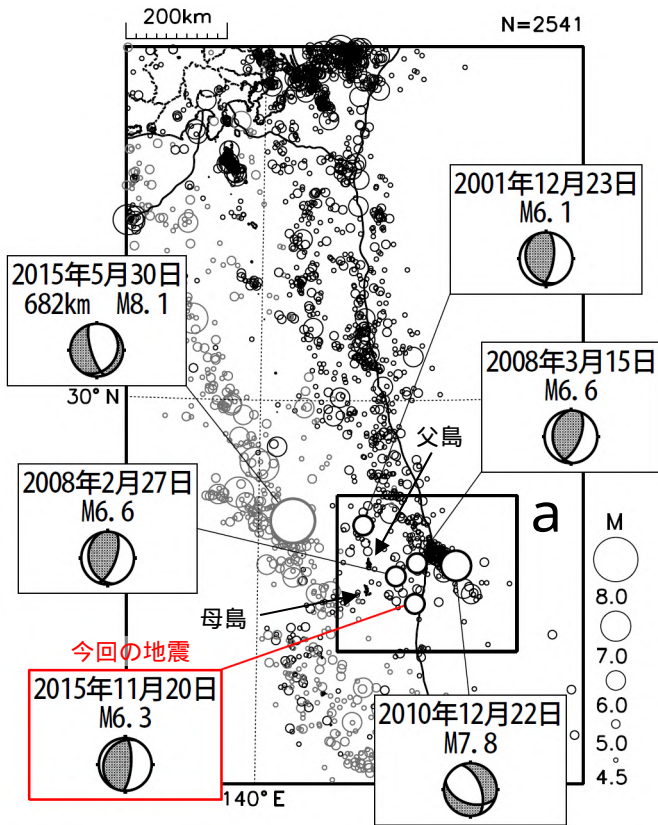 200km
N=2541
2001年12月23日
M6.1
2015年5月30日
682km M8.1
2008年3月15日
M6.6
30°N
父島
2008年2月27日
M6.6
a
M
8.0
7.0
6.0
5.0
4.5
母島
今回の地震
2015年11月20日
M6.3
2010年12月22日
M7.8
140°E